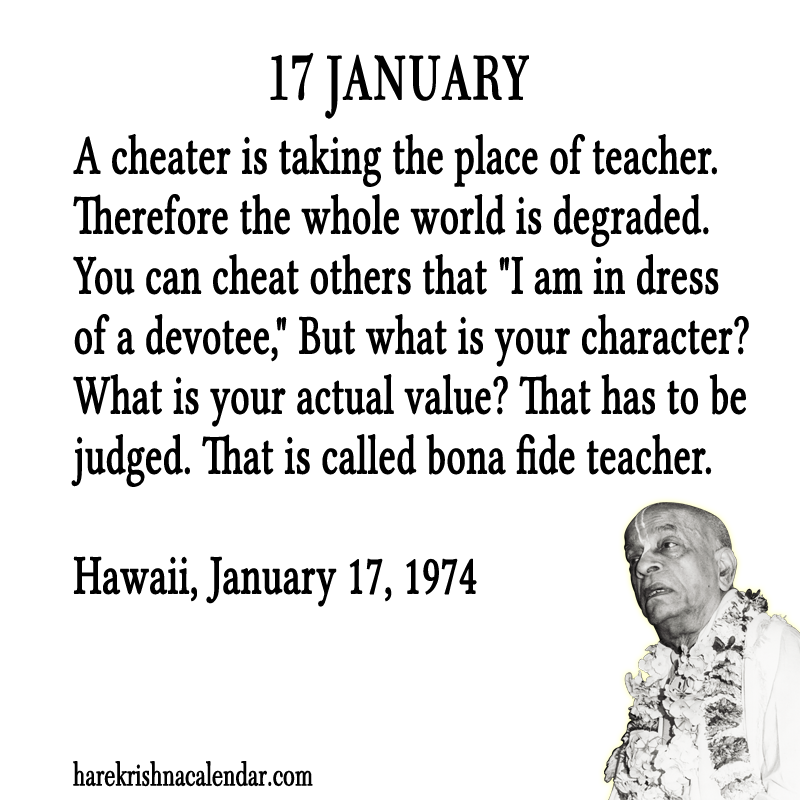 17 JANUARY
A cheater is taking the place of teacher.
Therefore the whole world is degraded.
You can cheat others that "I am in dress
of a devotee," But what is your character?
What is your actual value? That has to be
judged. That is called bona fide teacher.
Hawaii, January 17, 1974
harekrishnacalendar.com